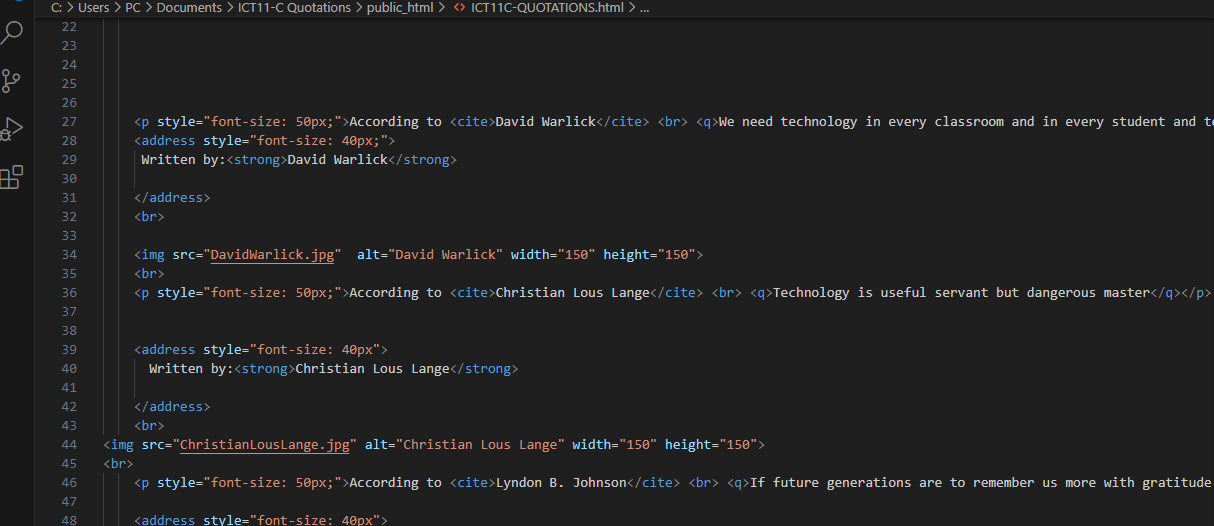 C: > Users > PC > Documents > ICT11-C Quotations > public_html > <> ICT11C-QUOTATIONS.html > ...
22
23
24
25
26
27 <p style="font-size: 50px;">According to <cite>David Warlick</cite> <br> <q>We need technology in every classroom and in every student and te
28 <address style="font-size: 40px;">
29 Written by:<strong>David Warlick</strong>
30
31 </address>
32 <br>
33
34 <img src="DavidWarlick.jpg"  alt="David Warlick" width="150" height="150">
35 <br>
36 <p style="font-size: 50px;">According to <cite>Christian Lous Lange</cite> <br> <q>Technology is useful servant but dangerous master</q></p>
37
38
39 <address style="font-size: 40px">
40 Written by:<strong>Christian Lous Lange</strong>
41
42 </address>
43 <br>
44 <img src="ChristianLousLange.jpg" alt="Christian Lous Lange" width="150" height="150">
45 <br>
46 <p style="font-size: 50px;">According to <cite>Lyndon B. Johnson</cite> <br> <q>If future generations are to remember us more with gratitude
47
48 <address style="font-size: 40px">